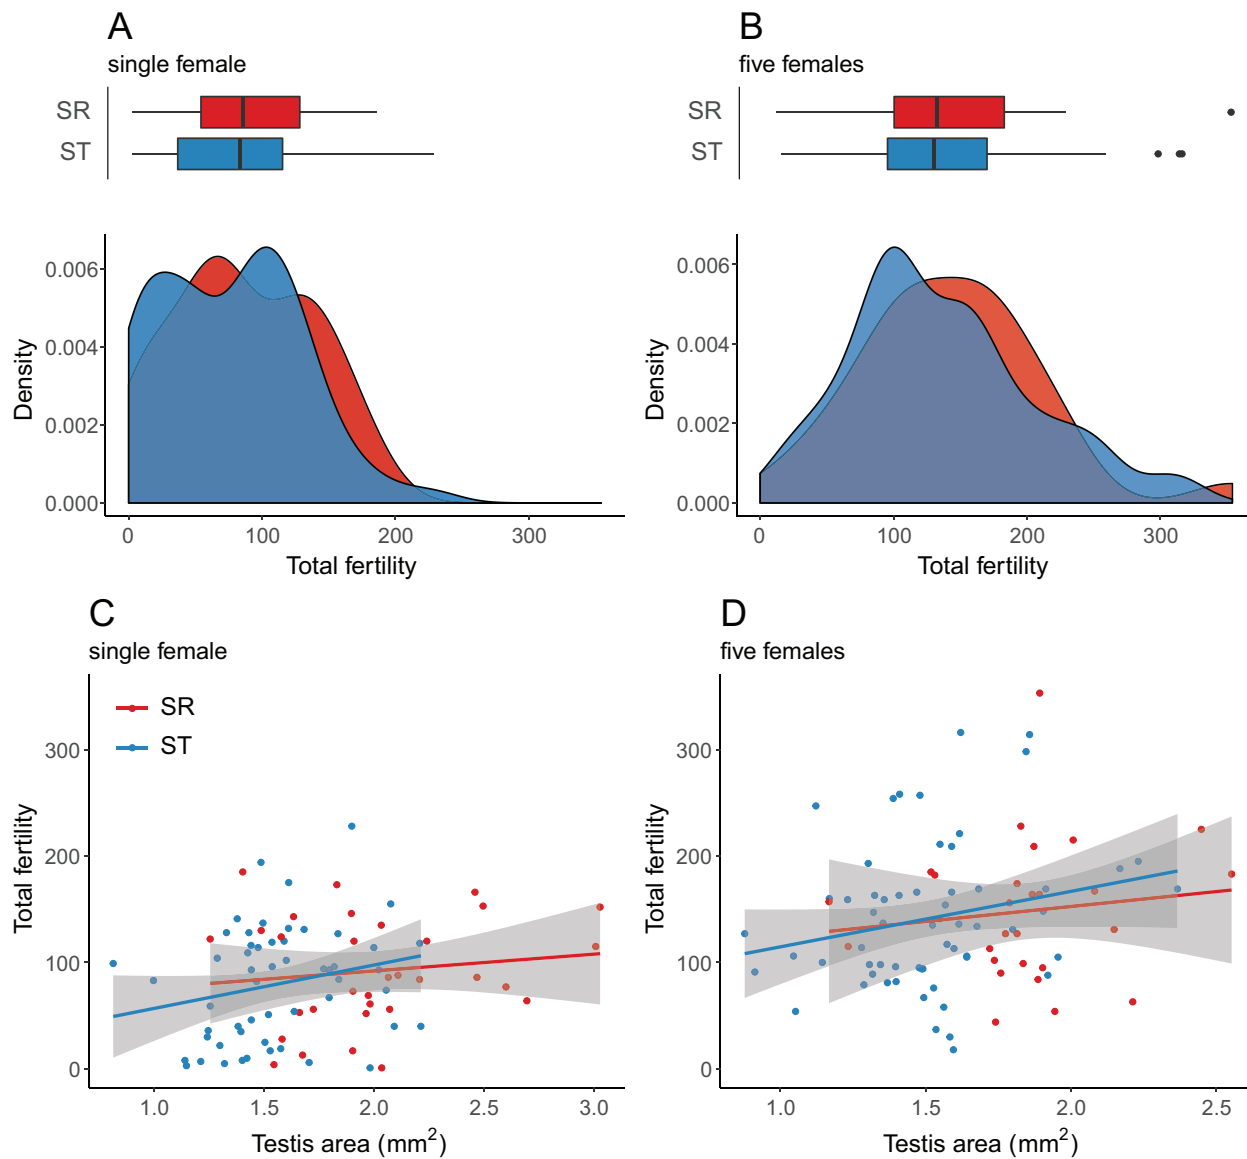 A
single female
SR
ST
0.006
0.004
0.002
0.000
Density
0 100 200 300
Total fertility
B
five females
SR
ST
0.006
0.004
0.002
0.000
Density
0 100 200 300
Total fertility
C
single female
SR
ST
300
200
100
0
Total fertility
1.0 1.5 2.0 2.5 3.0
Testis area (mm²)
D
five females
300
200
100
0
Total fertility
1.0 1.5 2.0 2.5
Testis area (mm²)